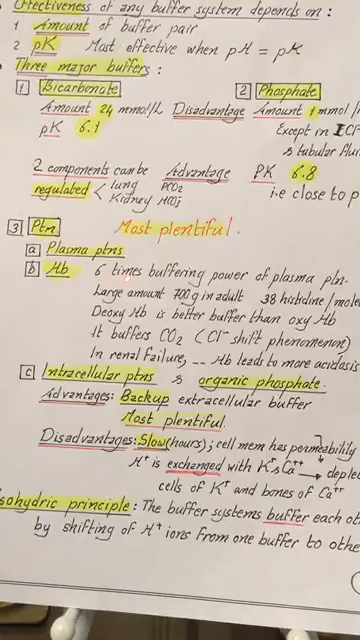 Effectiveness of any buffer system depends on :
1 Amount of buffer pair
2 pK Most effective when pH = pK
Three major buffers :
1 Bicarbonate
Amount 24 mmol/L Disadvantage
pK 6.1
2 components can be regulated < lung Kidney
Advantage
PCO2
HCO3
2 Phosphate
Amount 1 mmol/
Except in ICF
& tubular flui
PK 6.8
i.e close to p
3 Ptn Most plentiful.
a Plasma ptns
b Hb 6 times buffering power of plasma ptn.
Large amount 700 g in adult 38 histidine/molec
Deoxy Hb is better buffer than oxy Hb
It buffers CO2 (Cl- shift phenomenon)
In renal Failure, -- Hb leads to more acidosis
c Intracellular ptns & organic phosphate.
Advantages: Backup extracellular buffer
Most plentiful.
Disadvantages: Slow (hours); cell mem has permeability
H+ is exchanged with K+ & Ca++ → deplet
cells of K+ and bones of Ca++
sohydric principle: The buffer systems buffer each ot
by shifting of H+ ions from one buffer to othe